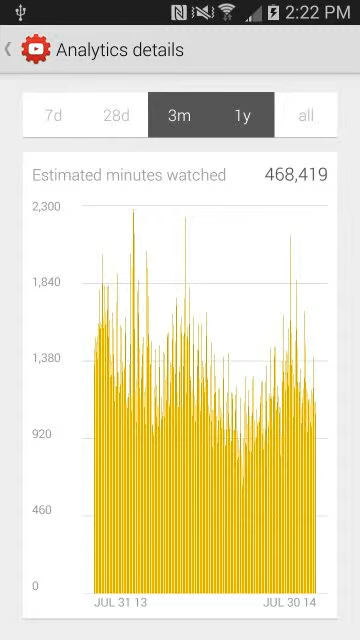 2:22 PM
Analytics details
7d 28d 3m 1y all
Estimated minutes watched 468,419
2,300
1,840
1,380
920
460
0
JUL 31 13 JUL 30 14